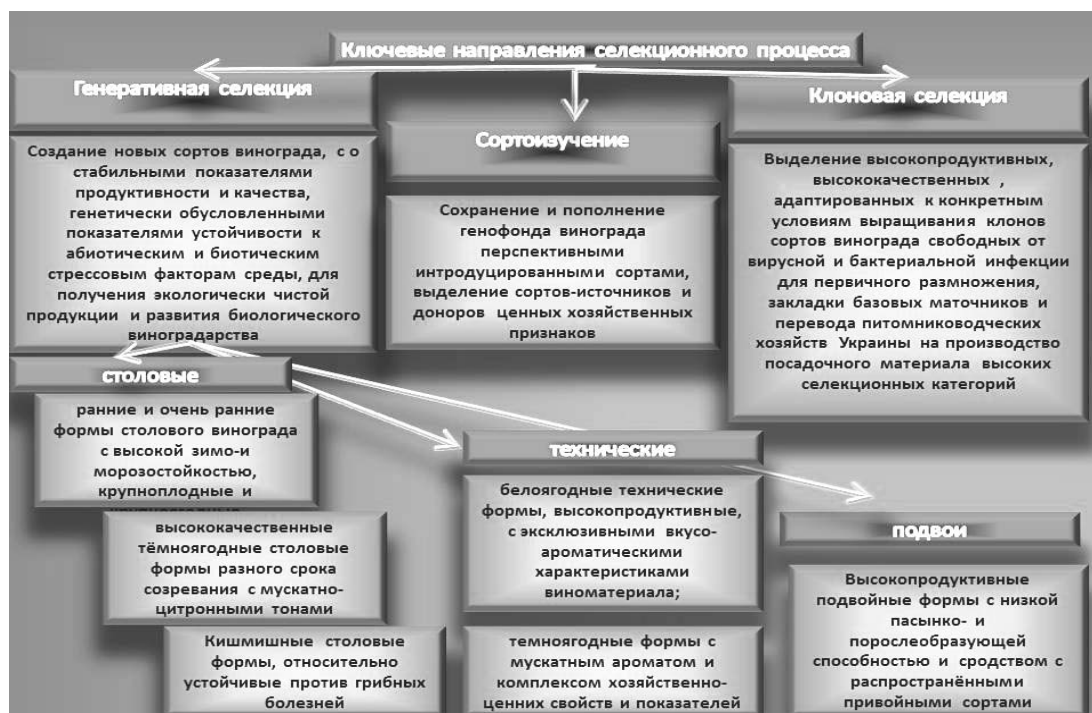 Ключевые направления селекционного процесса
Генеративная селекция
Создание новых сортов винограда, с о
стабильными показателями
продуктивности и качества,
генетически обусловленными
показателями устойчивости к
абиотическим и биотическим
стрессовым факторам среды, для
получения экологически чистой
продукции и развития биологического
виноградарства
Сортоизучение
Сохранение и пополнение
генофонда винограда
перспективными
интродуцированными сортами,
выделение сортов-источников и
доноров ценных хозяйственных
признаков
Клоновая селекция
Выделение высокопродуктивных,
высококачественных ,
адаптированных к конкретным
условиям выращивания клонов
сортов винограда свободных от
вирусной и бактериальной инфекции
для первичного размножения,
закладки базовых маточников и
перевода питомниководческих
хозяйств Украины на производство
посадочного материала высоких
селекционных категорий
столовые
ранние и очень ранние
формы столового винограда
с высокой зимо-и
морозостойкостью,
крупноплодные и
высококачественные
тёмноягодные столовые
формы разного срока
созревания с мускатно-
цитронными тонами
Кишмишные столовые
формы, относительно
устойчивые против грибных
болезней
технические
белоягодные технические
формы, высокопродуктивные,
с эксклюзивными вкусо-
ароматическими
характеристиками
виноматериала;
темноягодные формы с
мускатным ароматом и
комплексом хозяйственно-
ценних свойств и показателей
подвои
Высокопродуктивные
подвойные формы с низкой
пасынко- и
порослеобразующей
способностью и сродством с
распространёнными
привойными сортами